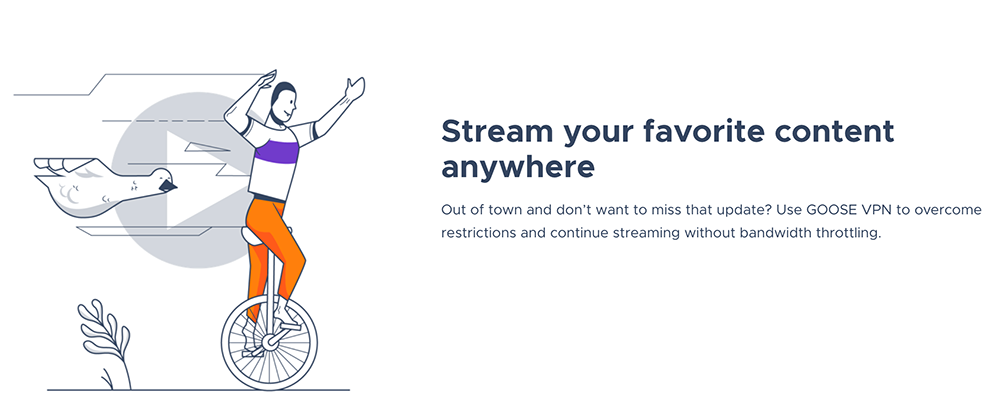 Stream your favorite content
anywhere
Out of town and don’t want to miss that update? Use GOOSE VPN to overcome
restrictions and continue streaming without bandwidth throttling.